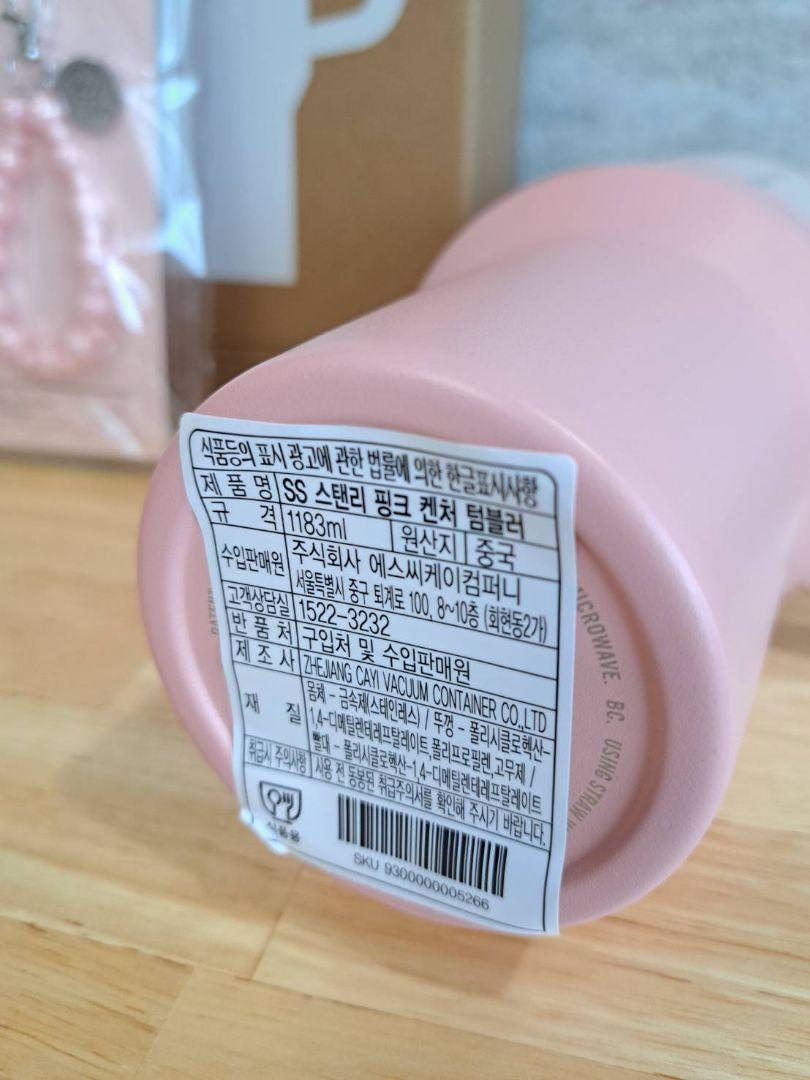 식품등의 표시 광고에 관한 법률에 의한 한글표시사항
제 품 명 SS 스탠리 핑크 켄처 텀블러
규 격 1183ml 원산지 중국
수입판매원 주식회사 에스씨케이컴퍼니
서울특별시 중구 퇴계로 100, 8~10층 (회현동2가)
고객상담실 1522-3232
반 품 처 구입처 및 수입판매원
제 조 사 ZHEJIANG CAYI VACUUM CONTAINER CO.,LTD
재 질 몸체 - 금속제(스테인레스) / 뚜껑 - 폴리시클로헥산-
1,4-디메틸렌테레프탈레이트,폴리프로필렌,고무제 /
빨대 - 폴리시클로헥산-1,4-디메틸렌테레프탈레이트
취급시 주의사항 사용 전 동봉된 취급주의서를 확인해 주시기 바랍니다.
식품용
SKU 9300000005266
MICROWAVE. BC. USING STRAW